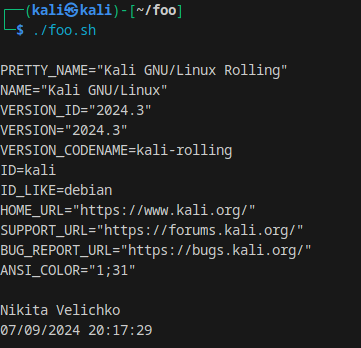 ┌──(kali㉿kali)-[~/foo]
└─$ ./foo.sh
PRETTY_NAME="Kali GNU/Linux Rolling"
NAME="Kali GNU/Linux"
VERSION_ID="2024.3"
VERSION="2024.3"
VERSION_CODENAME=kali-rolling
ID=kali
ID_LIKE=debian
HOME_URL="https://www.kali.org/"
SUPPORT_URL="https://forums.kali.org/"
BUG_REPORT_URL="https://bugs.kali.org/"
ANSI_COLOR="1;31"
Nikita Velichko
07/09/2024 20:17:29